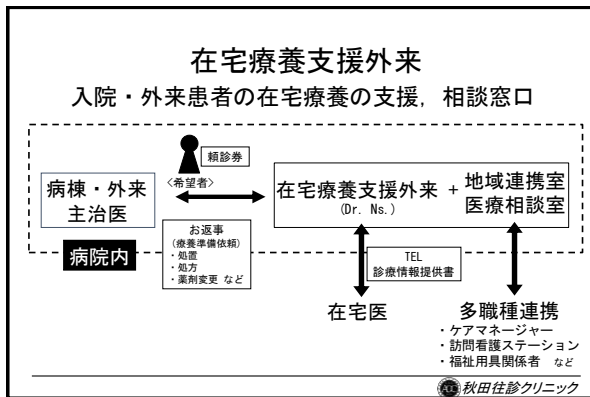 在宅療養支援外来
入院・外来患者の在宅療養の支援，相談窓口
頼診券
〈希望者〉
病棟・外来
主治医
在宅療養支援外来
(Dr. Ns.)
+
地域連携室
医療相談室
病院内
お返事
(療養準備依頼)
・処置
・処方
・薬剤変更 など
TEL
診療情報提供書
在宅医
多職種連携
・ケアマネージャー
・訪問看護ステーション
・福祉用具関係者 など
秋田往診クリニック